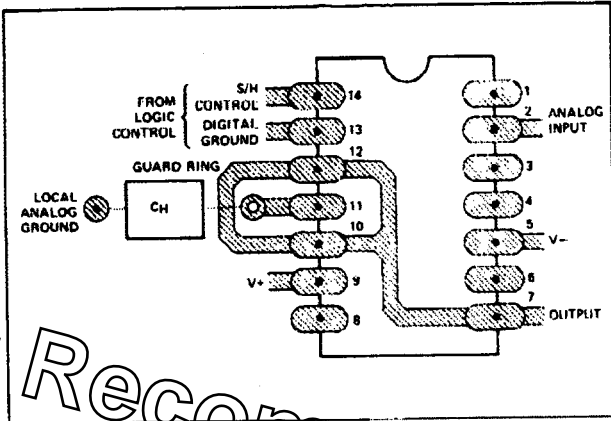 S/H
CONTROL
DIGITAL
GROUND
FROM
LOGIC
CONTROL
GUARD RING
LOCAL
ANALOG
GROUND
CH
V+
14
13
12
11
10
9
8
1
2
3
4
5
6
7
ANALOG
INPUT
V-
OUTPUT